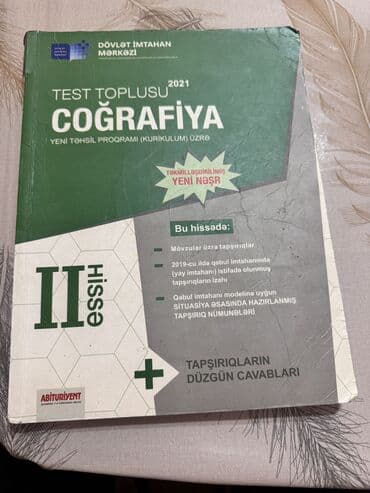 DÖVLƏT İMTAHAN
MƏRKƏZİ
TEST TOPLUSU 2021
COĞRAFİYA
YENİ TƏHSİL PROQRAMI (KURİKULUM) ÜZRƏ
TƏKMİLLƏŞDİRİLMİŞ
YENİ NƏŞR
Bu hissədə:
Mövzular üzrə tapşırıqlar
2019-cu ildə qəbul imtahanında
(yay imtahanı) istifadə olunmuş
tapşırıqların izahı
Qəbul imtahanı modelinə uyğun
SİTUASİYA ƏSASINDA HAZIRLANMIŞ
TAPŞIRIQ NÜMUNƏLƏRİ
II HİSSƏ
+ TAPŞIRIQLARIN
DÜZGÜN CAVABLARI
ABİTURİYENT